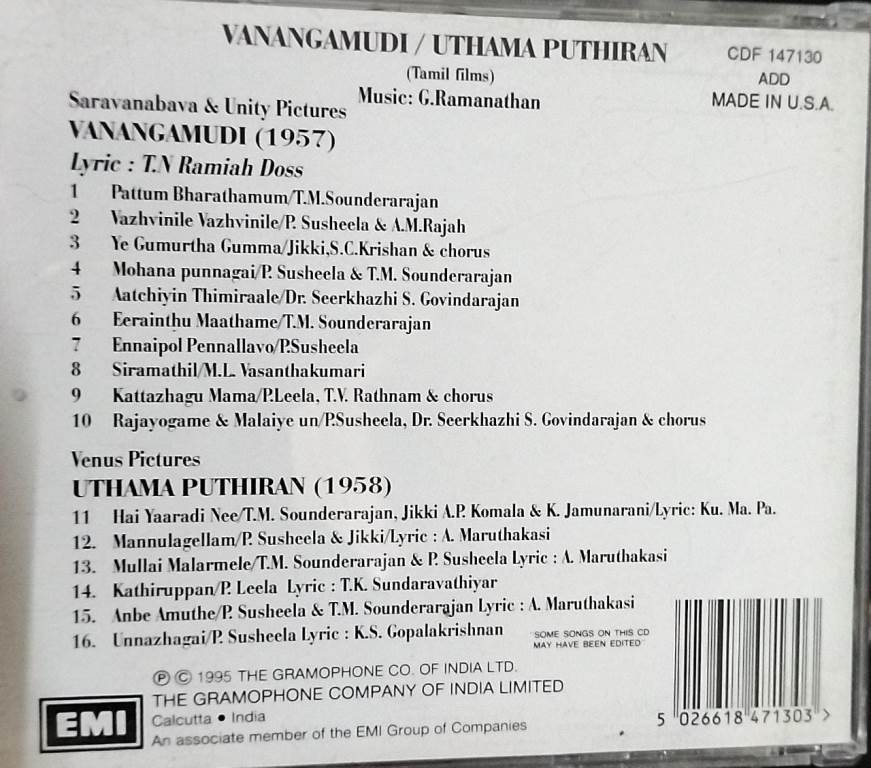 VANANGAMUDI / UTHAMA PUTHIRAN
(Tamil films)
CDF 147130
ADD
MADE IN U.S.A.
Saravanabava & Unity Pictures Music: G.Ramanathan
VANANGAMUDI (1957)
Lyric : T.N Ramiah Doss
1 Pattum Bharathamum/T.M.Sounderarajan
2 Vazhvinile Vazhvinile/P. Susheela & A.M.Rajah
3 Ye Gumurtha Gumma/Jikki,S.C.Krishan & chorus
4 Mohana punnagai/P. Susheela & T.M. Sounderarajan
5 Aatchiyin Thimiraale/Dr. Seerkhazhi S. Govindarajan
6 Eerainthu Maathame/T.M. Sounderarajan
7 Ennaipol Pennallavo/P.Susheela
8 Siramathil/M.L. Vasanthakumari
9 Kattazhagu Mama/P.Leela, T.V. Rathnam & chorus
10 Rajayogame & Malaiye un/P.Susheela, Dr. Seerkhazhi S. Govindarajan & chorus
Venus Pictures
UTHAMA PUTHIRAN (1958)
11 Hai Yaaradi Nee/T.M. Sounderarajan, Jikki A.P. Komala & K. Jamunarani/Lyric: Ku. Ma. Pa.
12. Mannulagellam/P. Susheela & Jikki/Lyric : A. Maruthakasi
13. Mullai Malarmele/T.M. Sounderarajan & P. Susheela Lyric : A. Maruthakasi
14. Kathiruppan/P. Leela Lyric : T.K. Sundaravathiyar
15. Anbe Amuthe/P. Susheela & T.M. Sounderarajan Lyric : A. Maruthakasi
16. Unnazhagai/P. Susheela Lyric : K.S. Gopalakrishnan
"SOME SONGS ON THIS CD
MAY HAVE BEEN EDITED"
Ⓟ Ⓒ 1995 THE GRAMOPHONE CO. OF INDIA LTD.
THE GRAMOPHONE COMPANY OF INDIA LIMITED
Calcutta • India
An associate member of the EMI Group of Companies
EMI
5 026618 471303 >